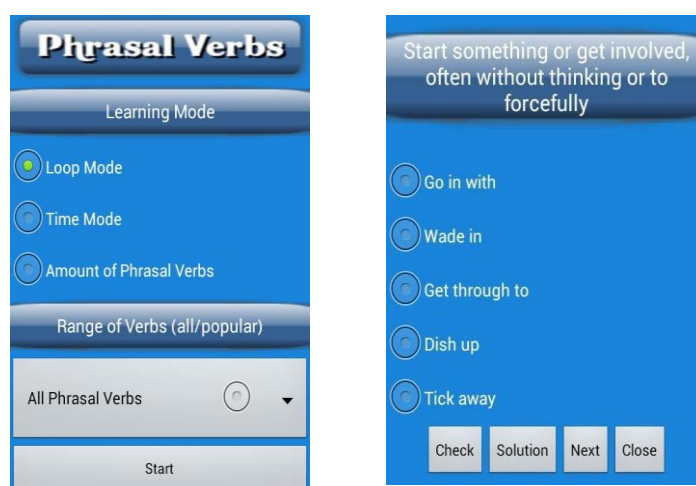 Phrasal Verbs
Learning Mode
Loop Mode
Time Mode
Amount of Phrasal Verbs
Range of Verbs (all/popular)
All Phrasal Verbs
Start
Start something or get involved,
often without thinking or to
forcefully
Go in with
Wade in
Get through to
Dish up
Tick away
Check Solution Next Close